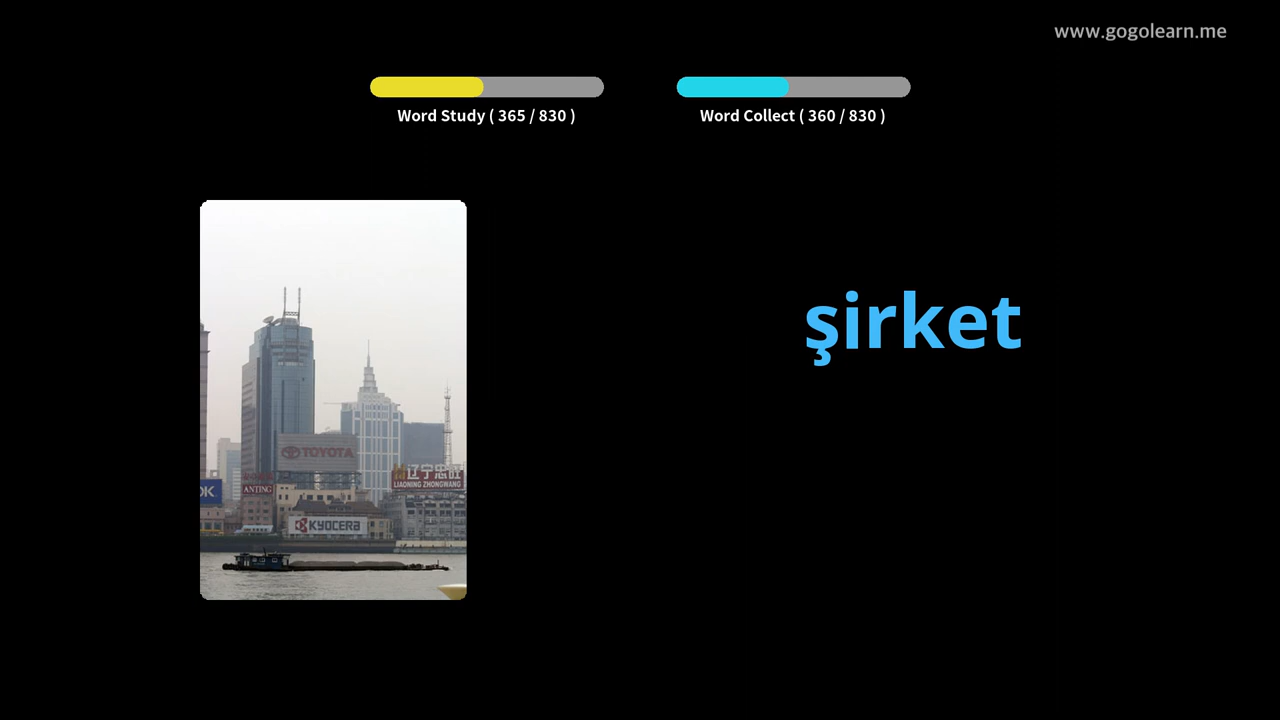 www.gogolearn.me
Word Study ( 365 / 830 )
Word Collect ( 360 / 830 )
şirket
TOYOTA
辽宁忠旺
LIAONING ZHONGWANG
OK
ANTING
KYOCERA